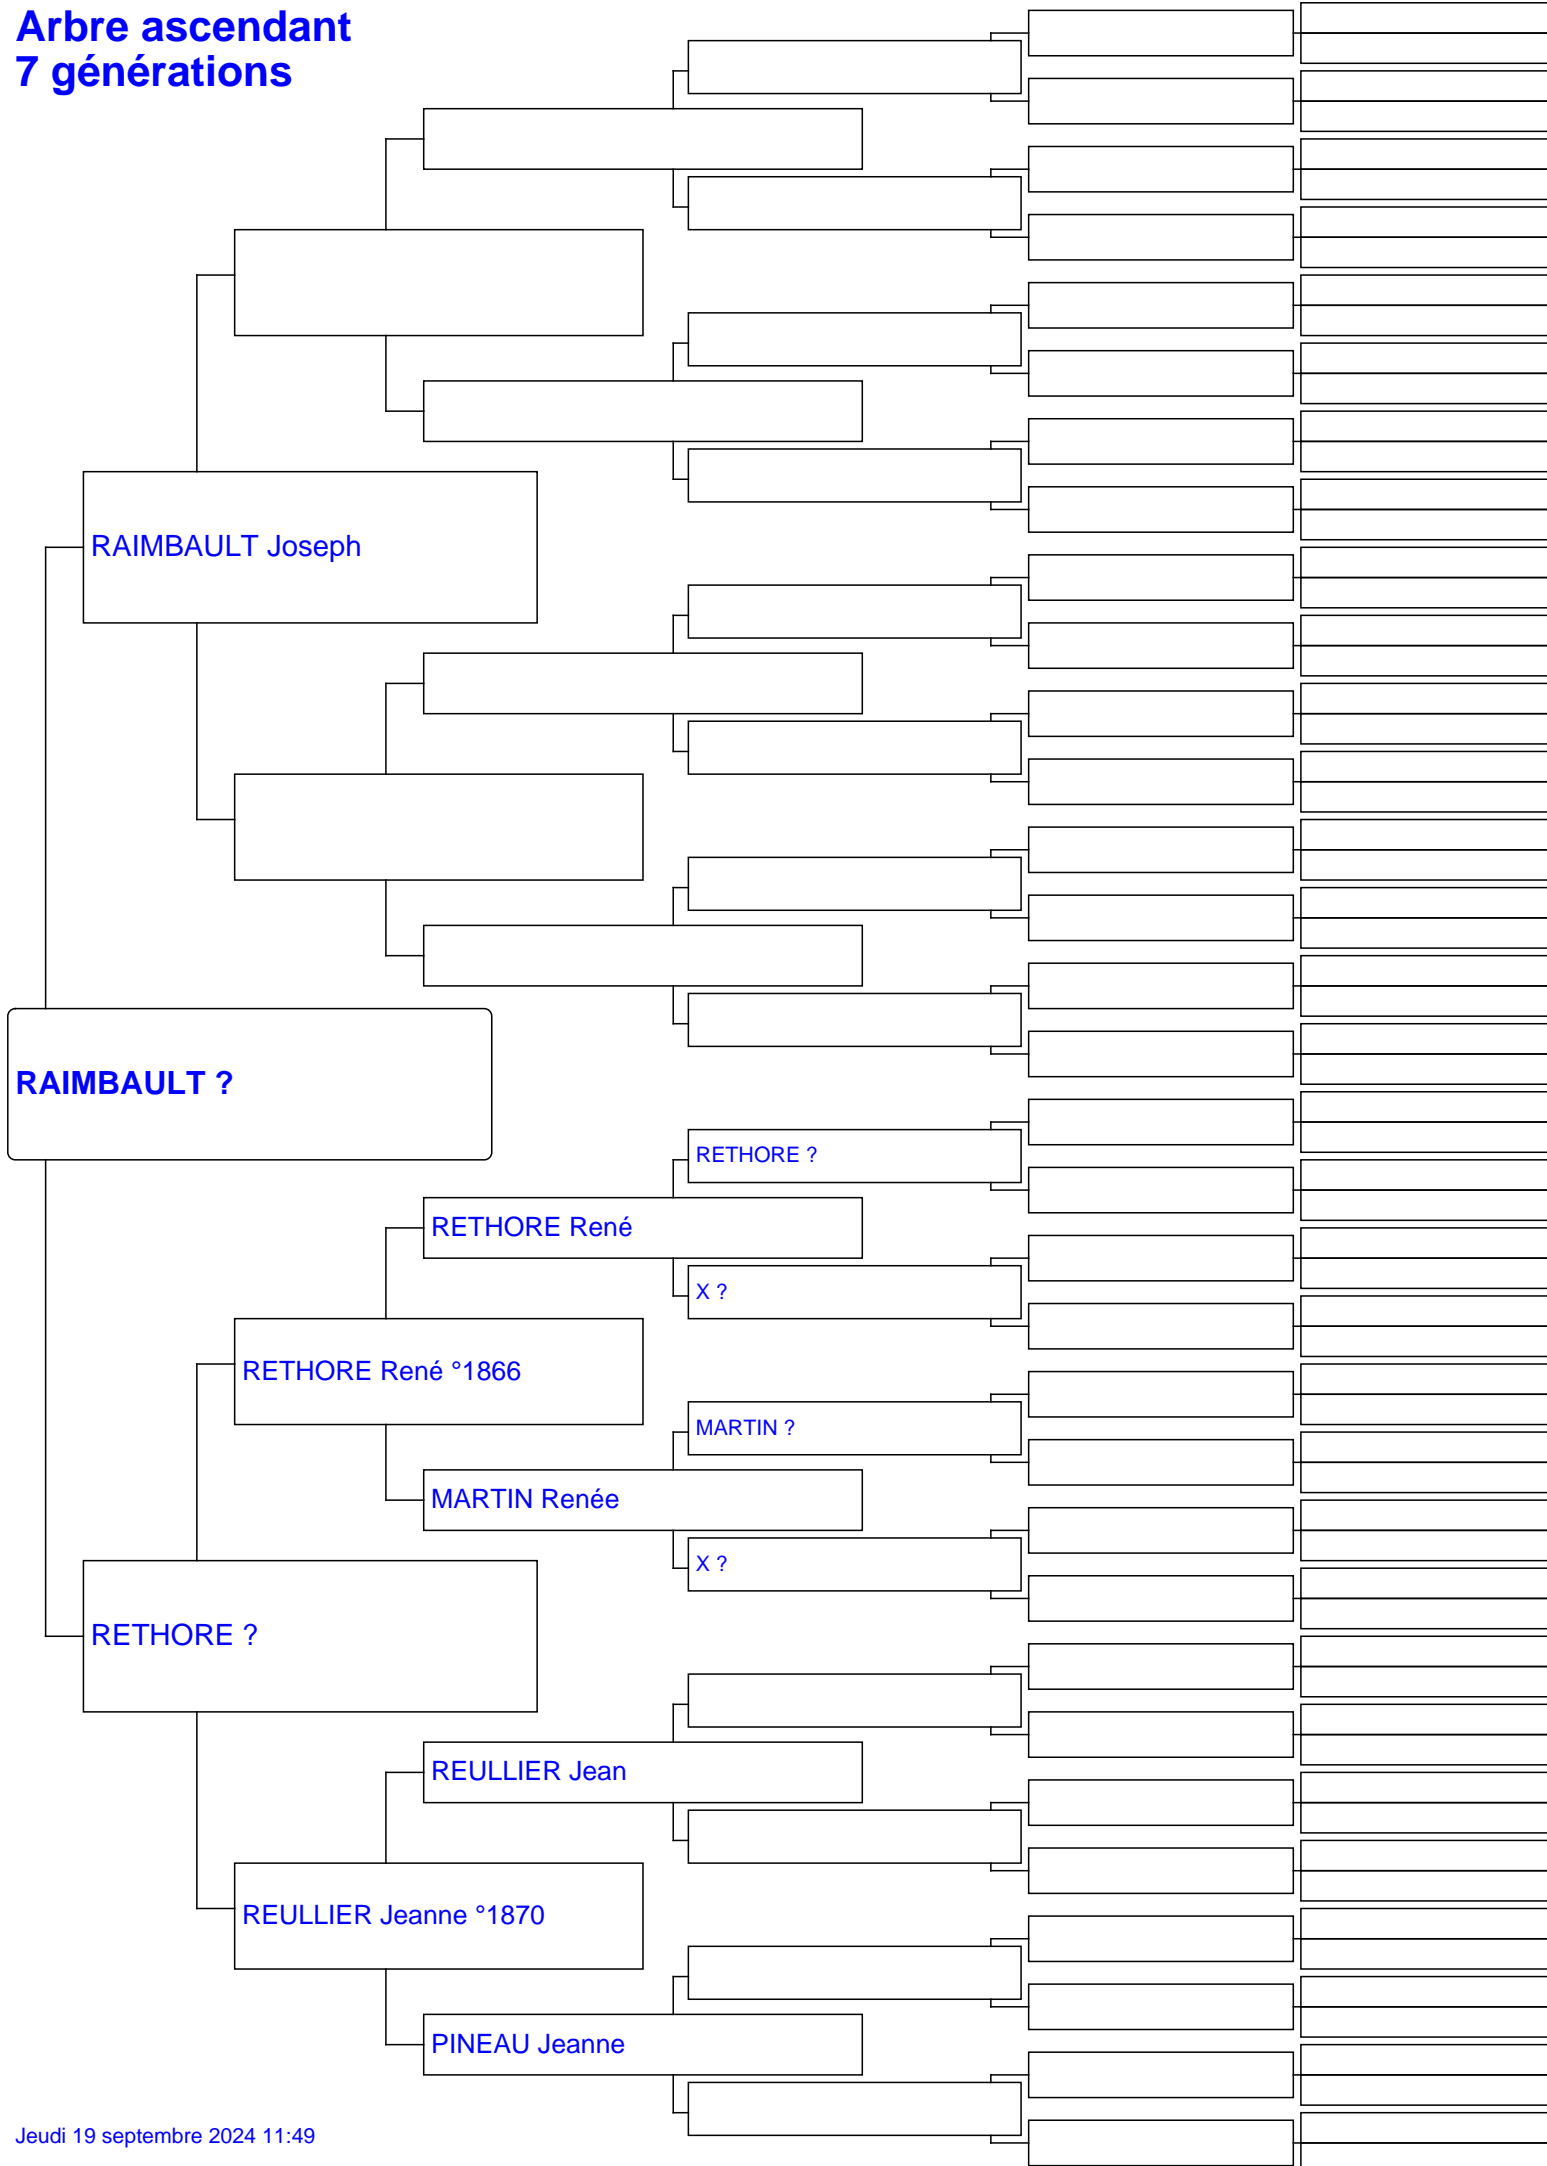 Arbre ascendant
7 générations
RAIMBAULT Joseph
RAIMBAULT ?
RETHORE ?
RETHORE René
X ?
RETHORE René °1866
MARTIN ?
MARTIN Renée
X ?
RETHORE ?
REULLIER Jean
REULLIER Jeanne °1870
PINEAU Jeanne
Jeudi 19 septembre 2024 11:49